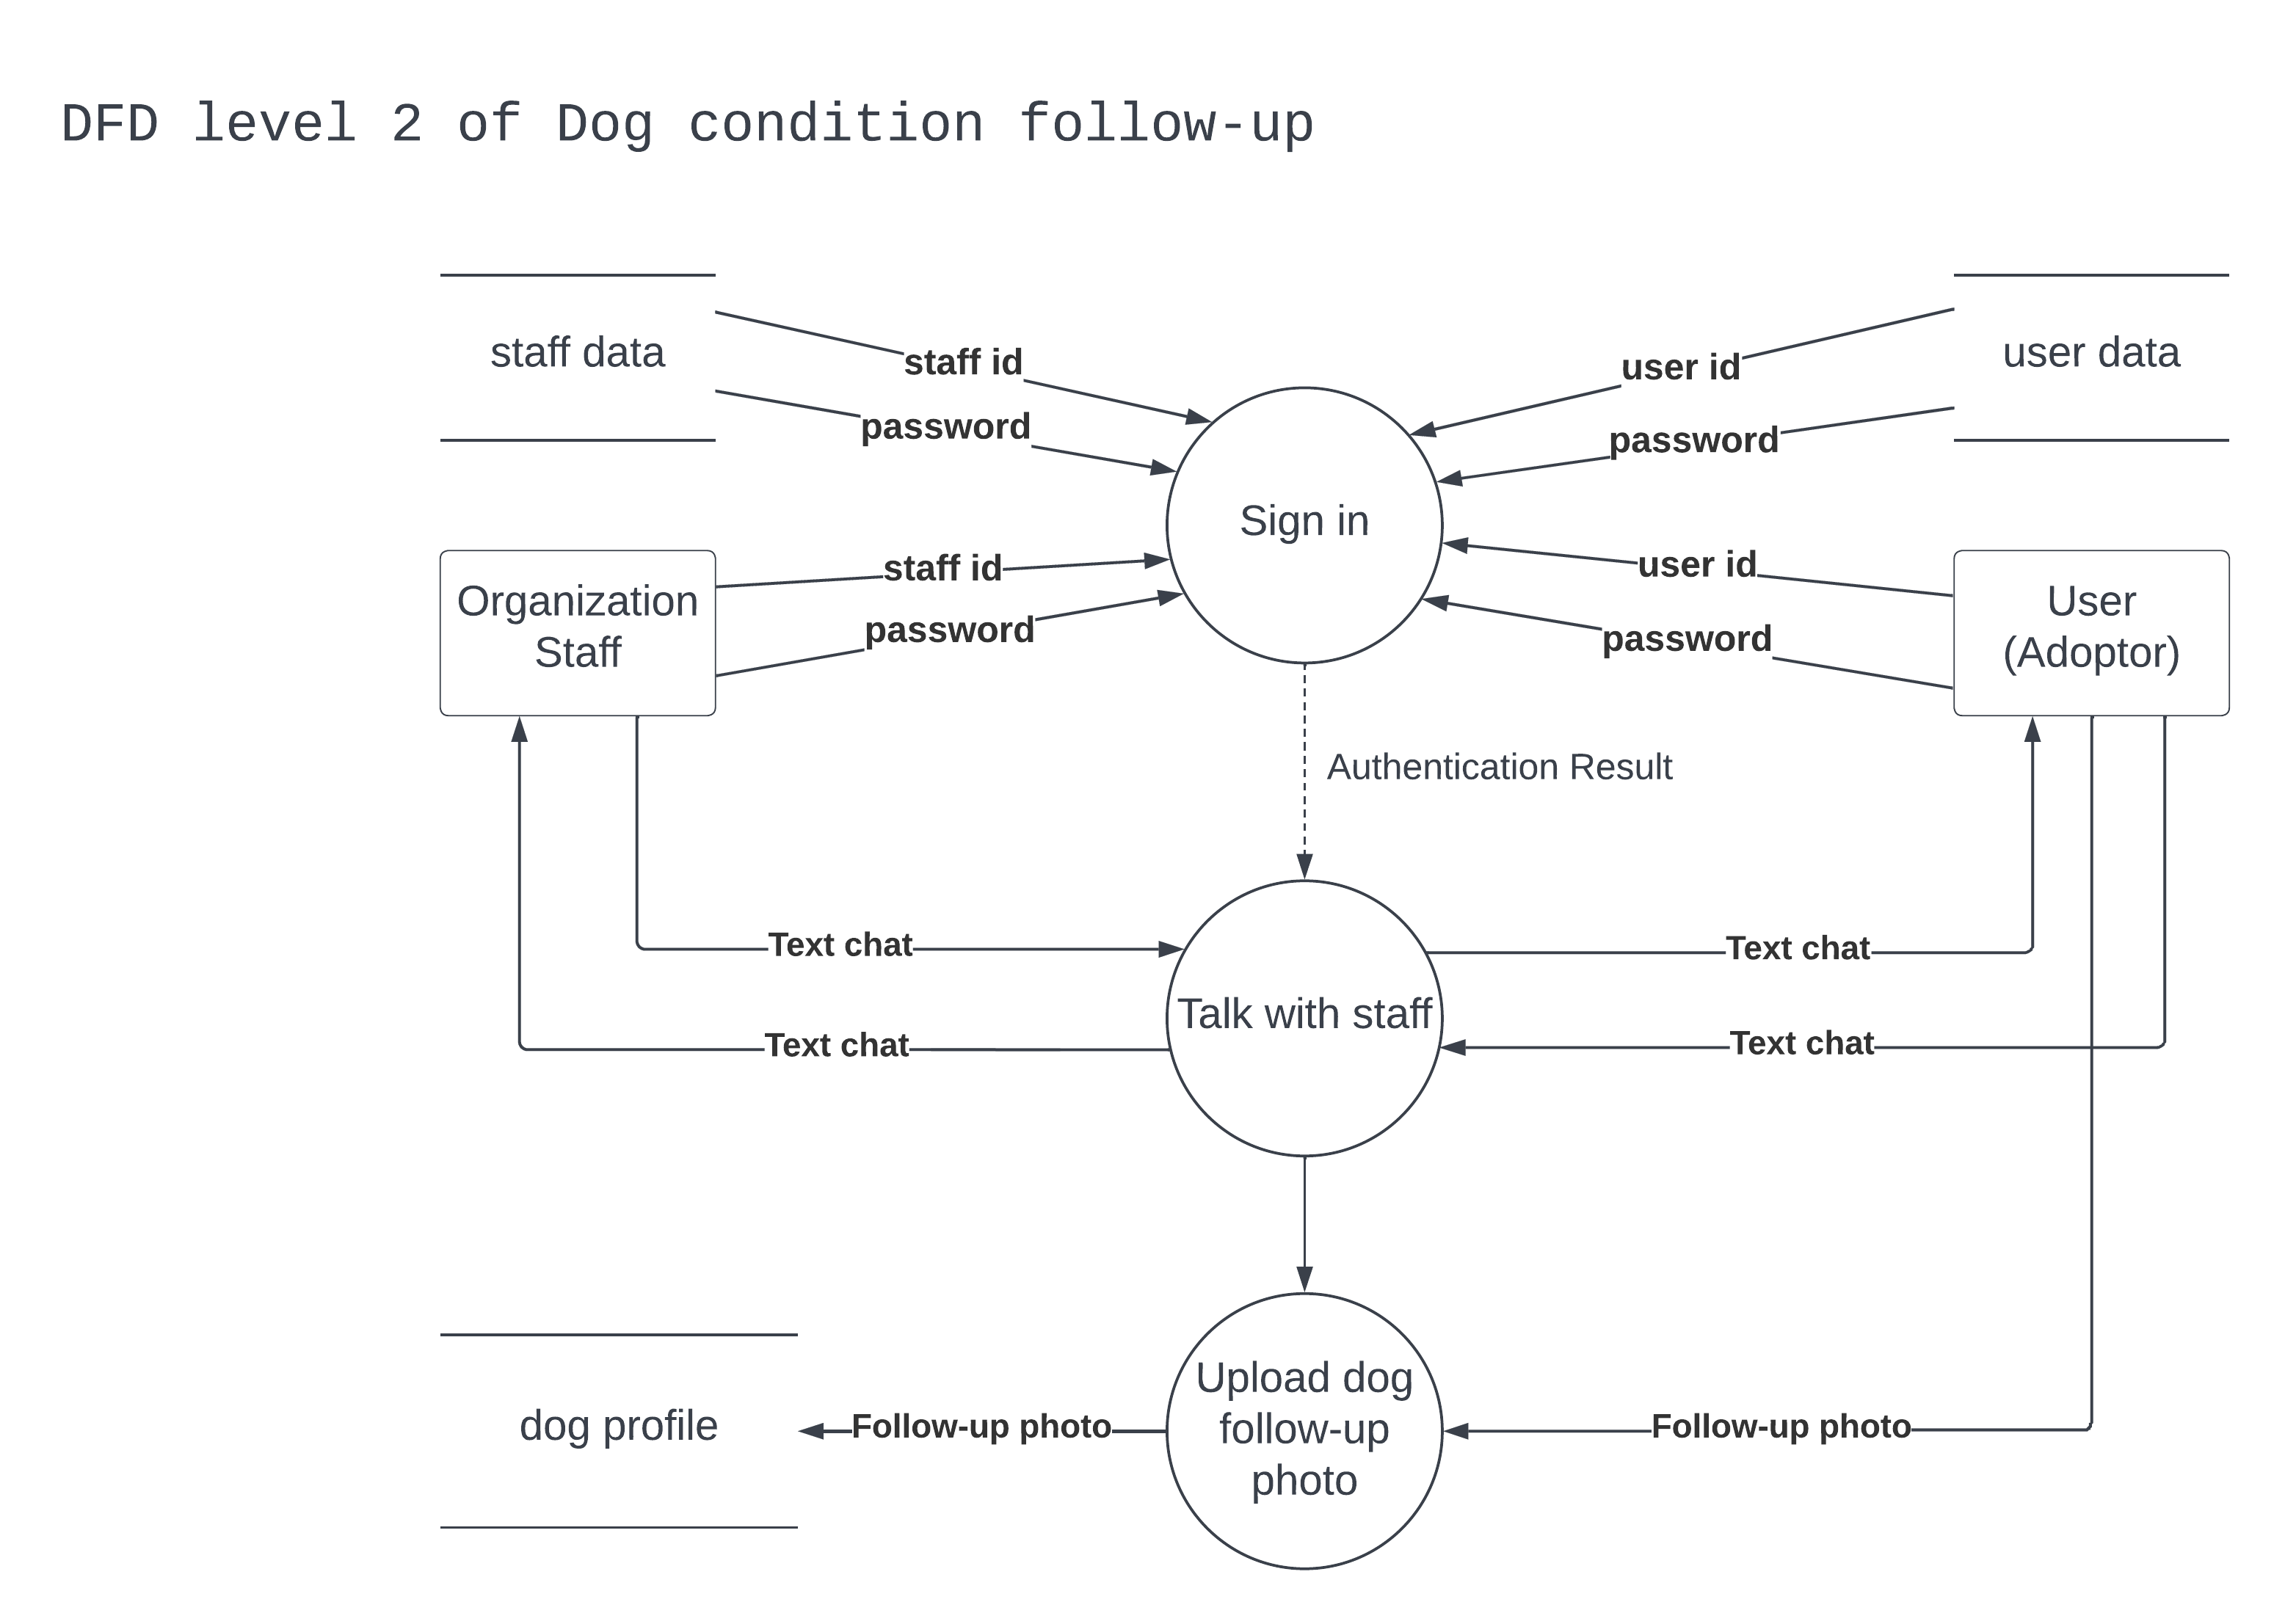 DFD level 2 of Dog condition follow-up
staff data
staff id
password
user id
password
user data
Sign in
Organization
Staff
staff id
password
user id
password
User
(Adoptor)
Authentication Result
Text chat
Text chat
Talk with staff
Text chat
Text chat
dog profile
Follow-up photo
Upload dog
follow-up
photo
Follow-up photo